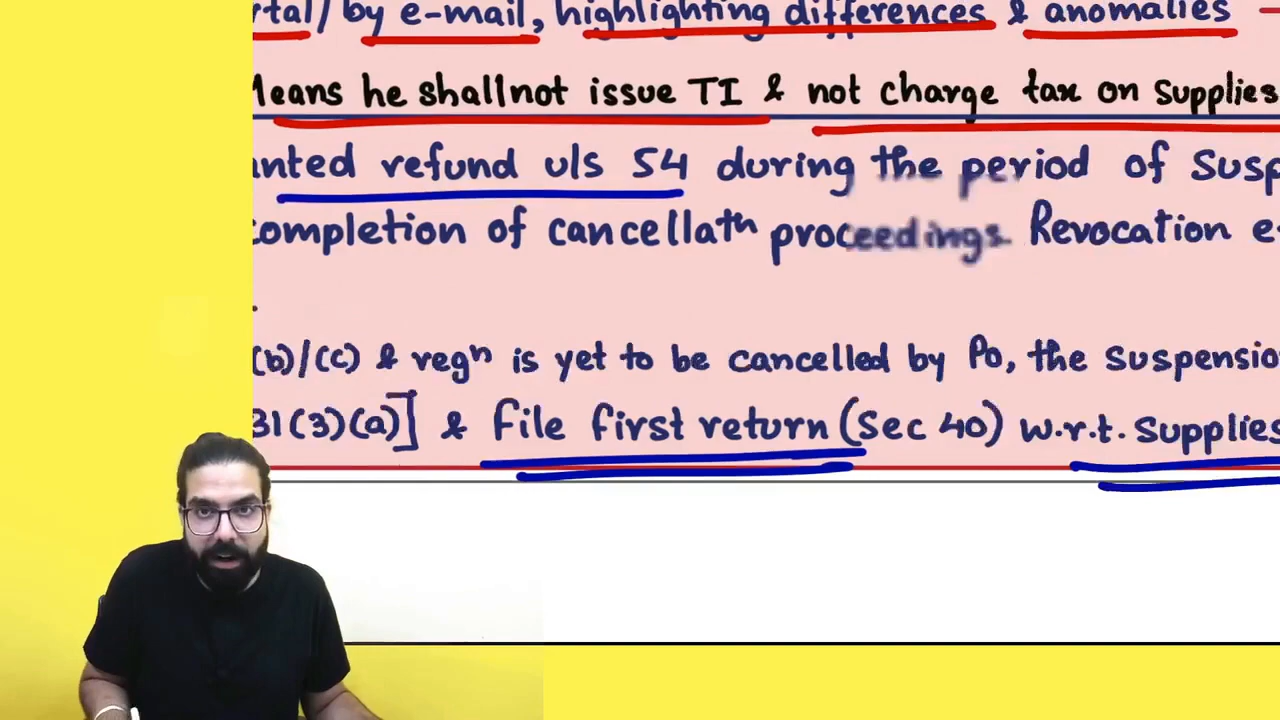 rtal/ by e-mail, highlighting differences & anomalies
Means he shall not issue TI & not charge tax on Supplies
anted refund u/s 54 during the period of Susp
completion of cancellatn proceedings. Revocation e
(b)/(c) & regn is yet to be cancelled by PO, the suspensio
31(3)(a)] & file first return (Sec 40) w.r.t. supplies